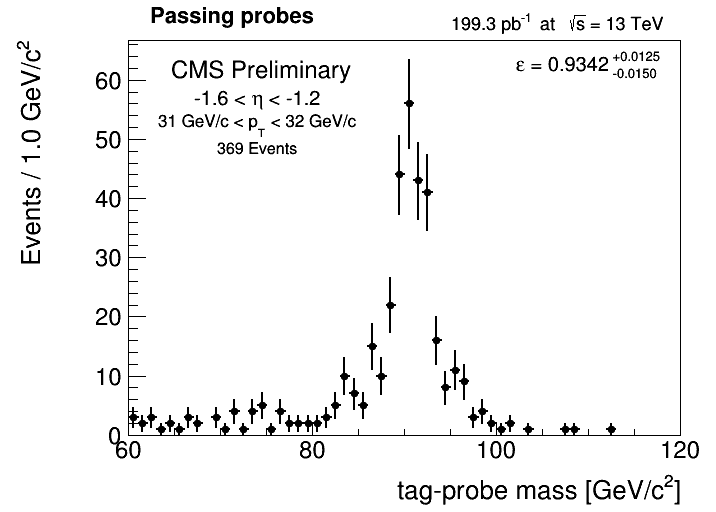 Passing probes
199.3 pb⁻¹ at √s = 13 TeV
CMS Preliminary
ε = 0.9342 +0.0125 -0.0150
-1.6 < η < -1.2
31 GeV/c < p_T < 32 GeV/c
369 Events
Events / 1.0 GeV/c²
60
50
40
30
20
10
0
60 80 100 120
tag-probe mass [GeV/c²]